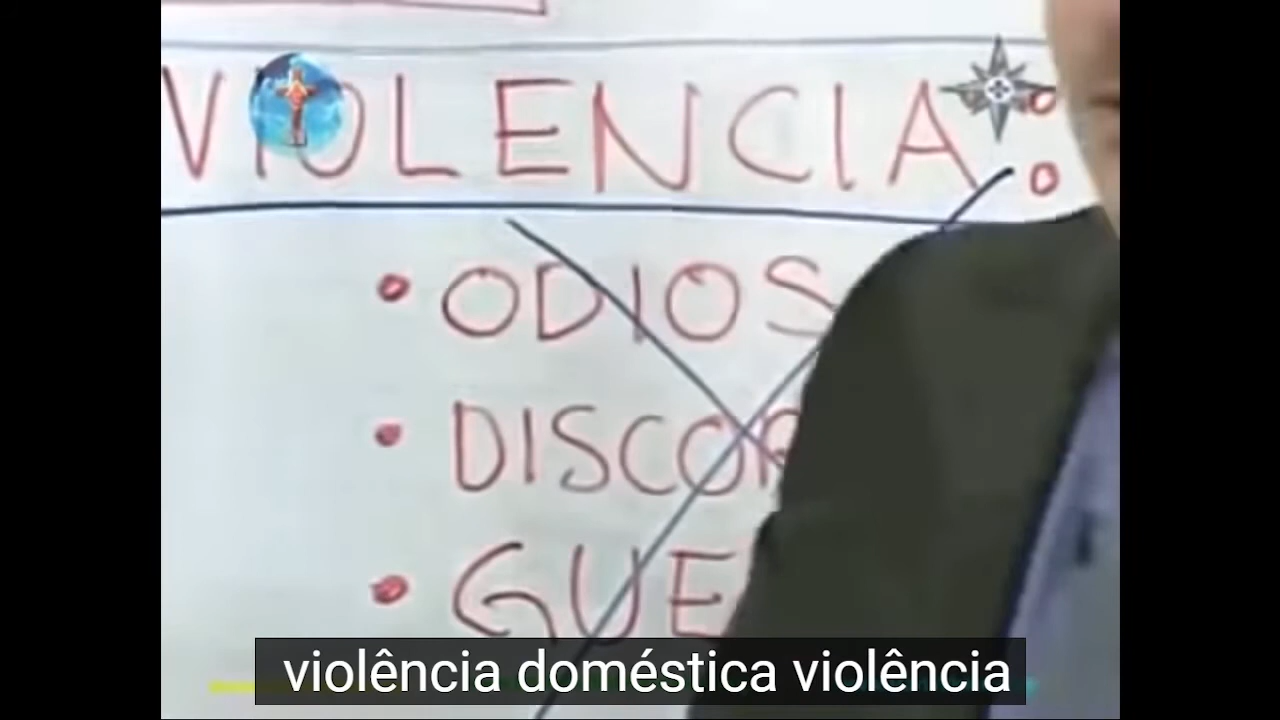 VIOLENCIA:
• ODIOS
• DISCOR
• GUE
violência doméstica violência